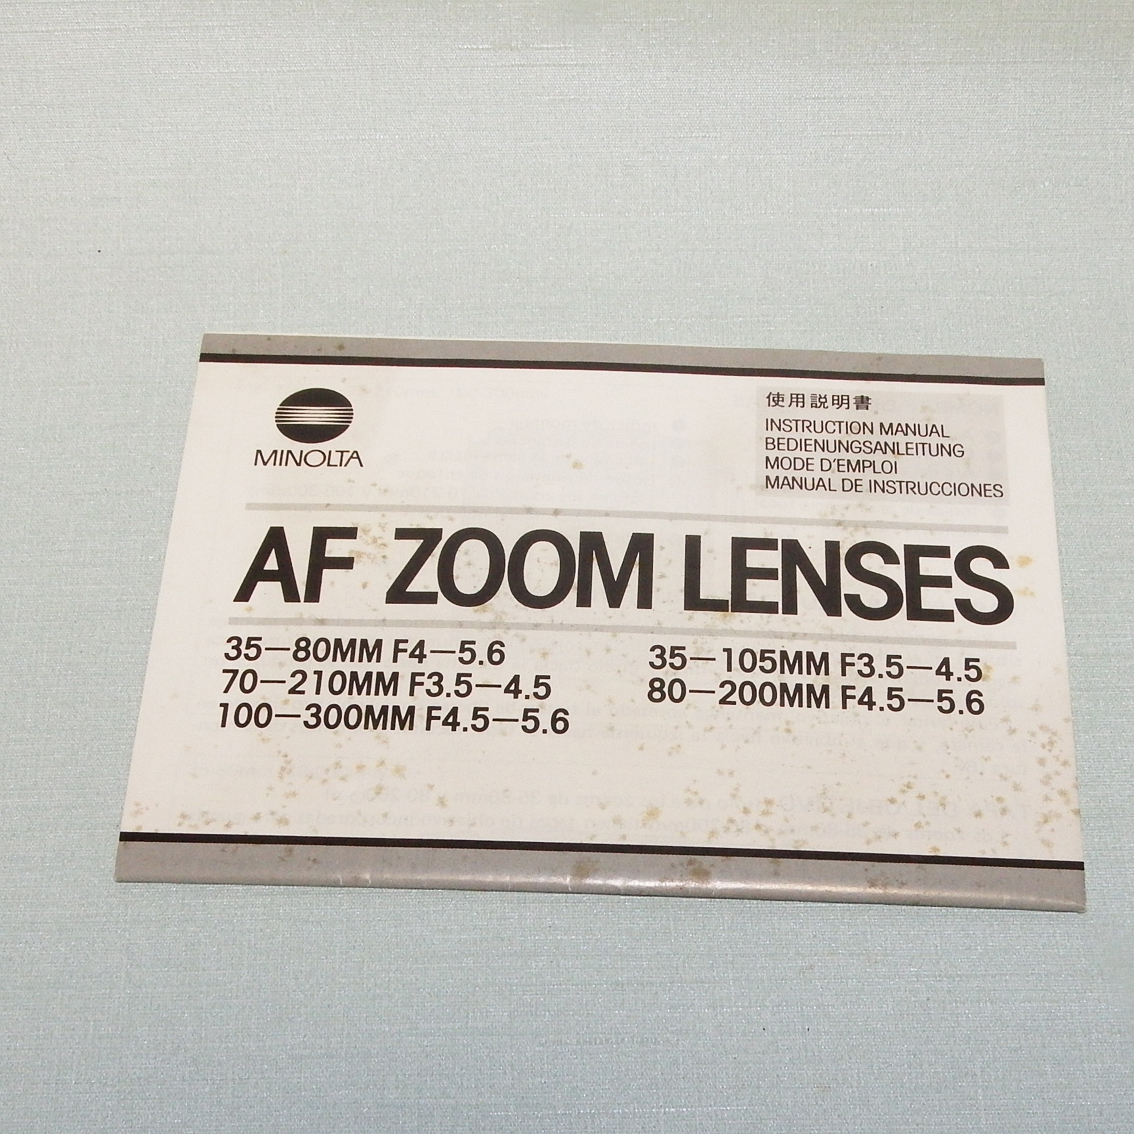 MINOLTA
使用説明書
INSTRUCTION MANUAL
BEDIENUNGSANLEITUNG
MODE D'EMPLOI
MANUAL DE INSTRUCCIONES
AF ZOOM LENSES
35—80MM F4—5.6
70—210MM F3.5—4.5
100—300MM F4.5—5.6
35—105MM F3.5—4.5
80—200MM F4.5—5.6